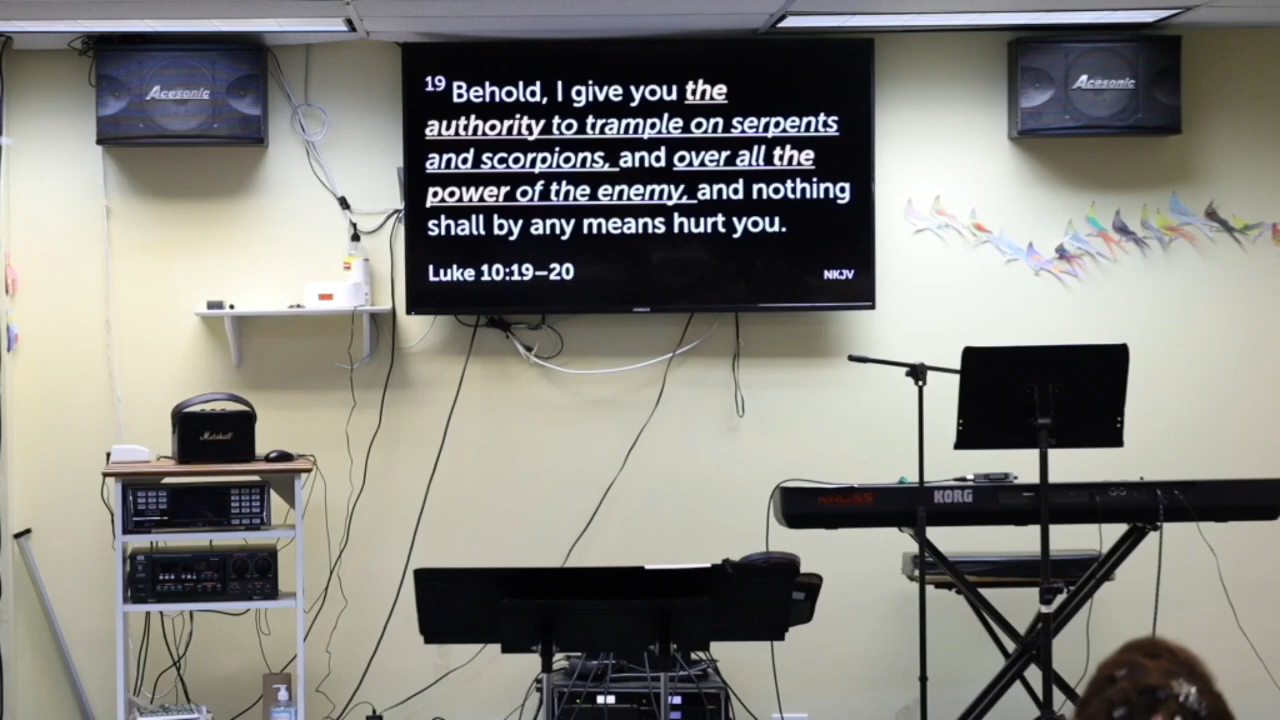 Acesonic
19 Behold, I give you the
authority to trample on serpents
and scorpions, and over all the
power of the enemy, and nothing
shall by any means hurt you.
Luke 10:19–20
NKJV
Acesonic
Marshall
KROSS
KORG